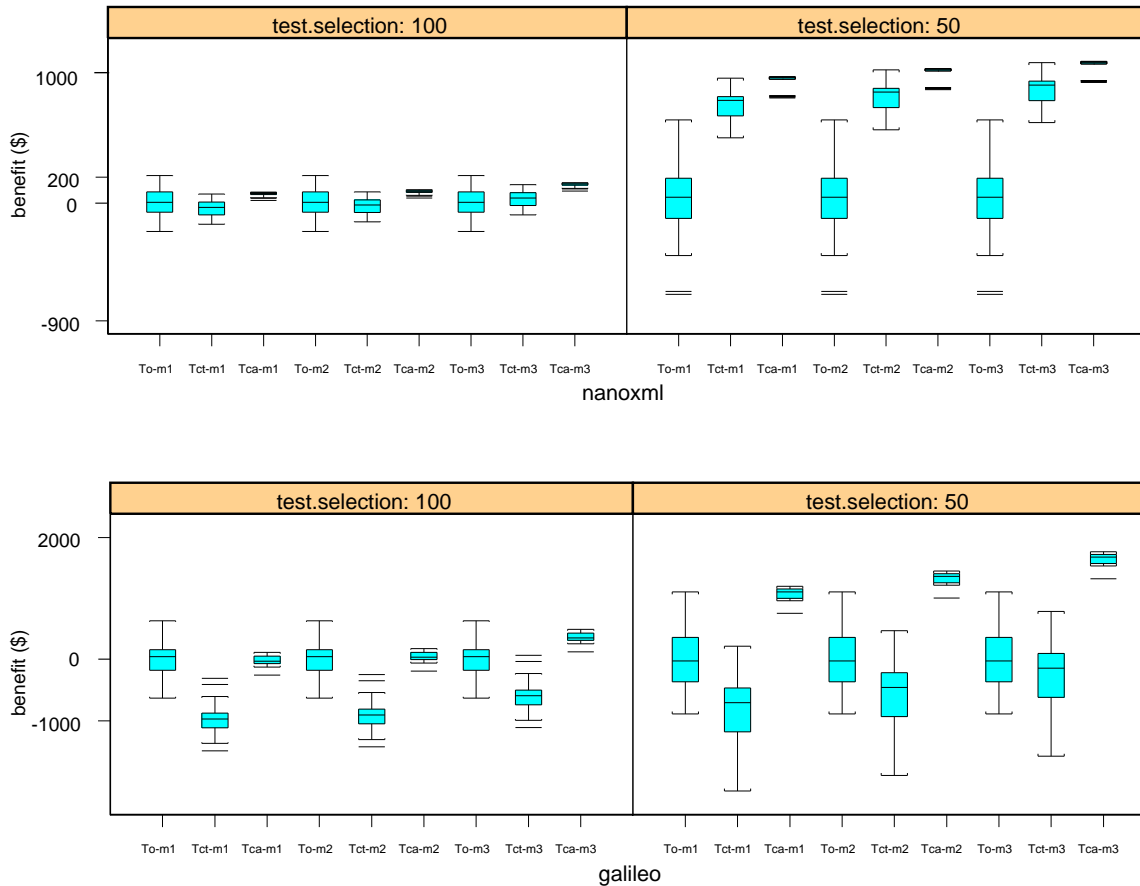 test.selection: 100 test.selection: 50
benefit ($)
1000
200
0
-900
To-m1 Tct-m1 Tca-m1 To-m2 Tct-m2 Tca-m2 To-m3 Tct-m3 Tca-m3 To-m1 Tct-m1 Tca-m1 To-m2 Tct-m2 Tca-m2 To-m3 Tct-m3 Tca-m3
nanoxml
test.selection: 100 test.selection: 50
benefit ($)
2000
0
-1000
To-m1 Tct-m1 Tca-m1 To-m2 Tct-m2 Tca-m2 To-m3 Tct-m3 Tca-m3 To-m1 Tct-m1 Tca-m1 To-m2 Tct-m2 Tca-m2 To-m3 Tct-m3 Tca-m3
galileo